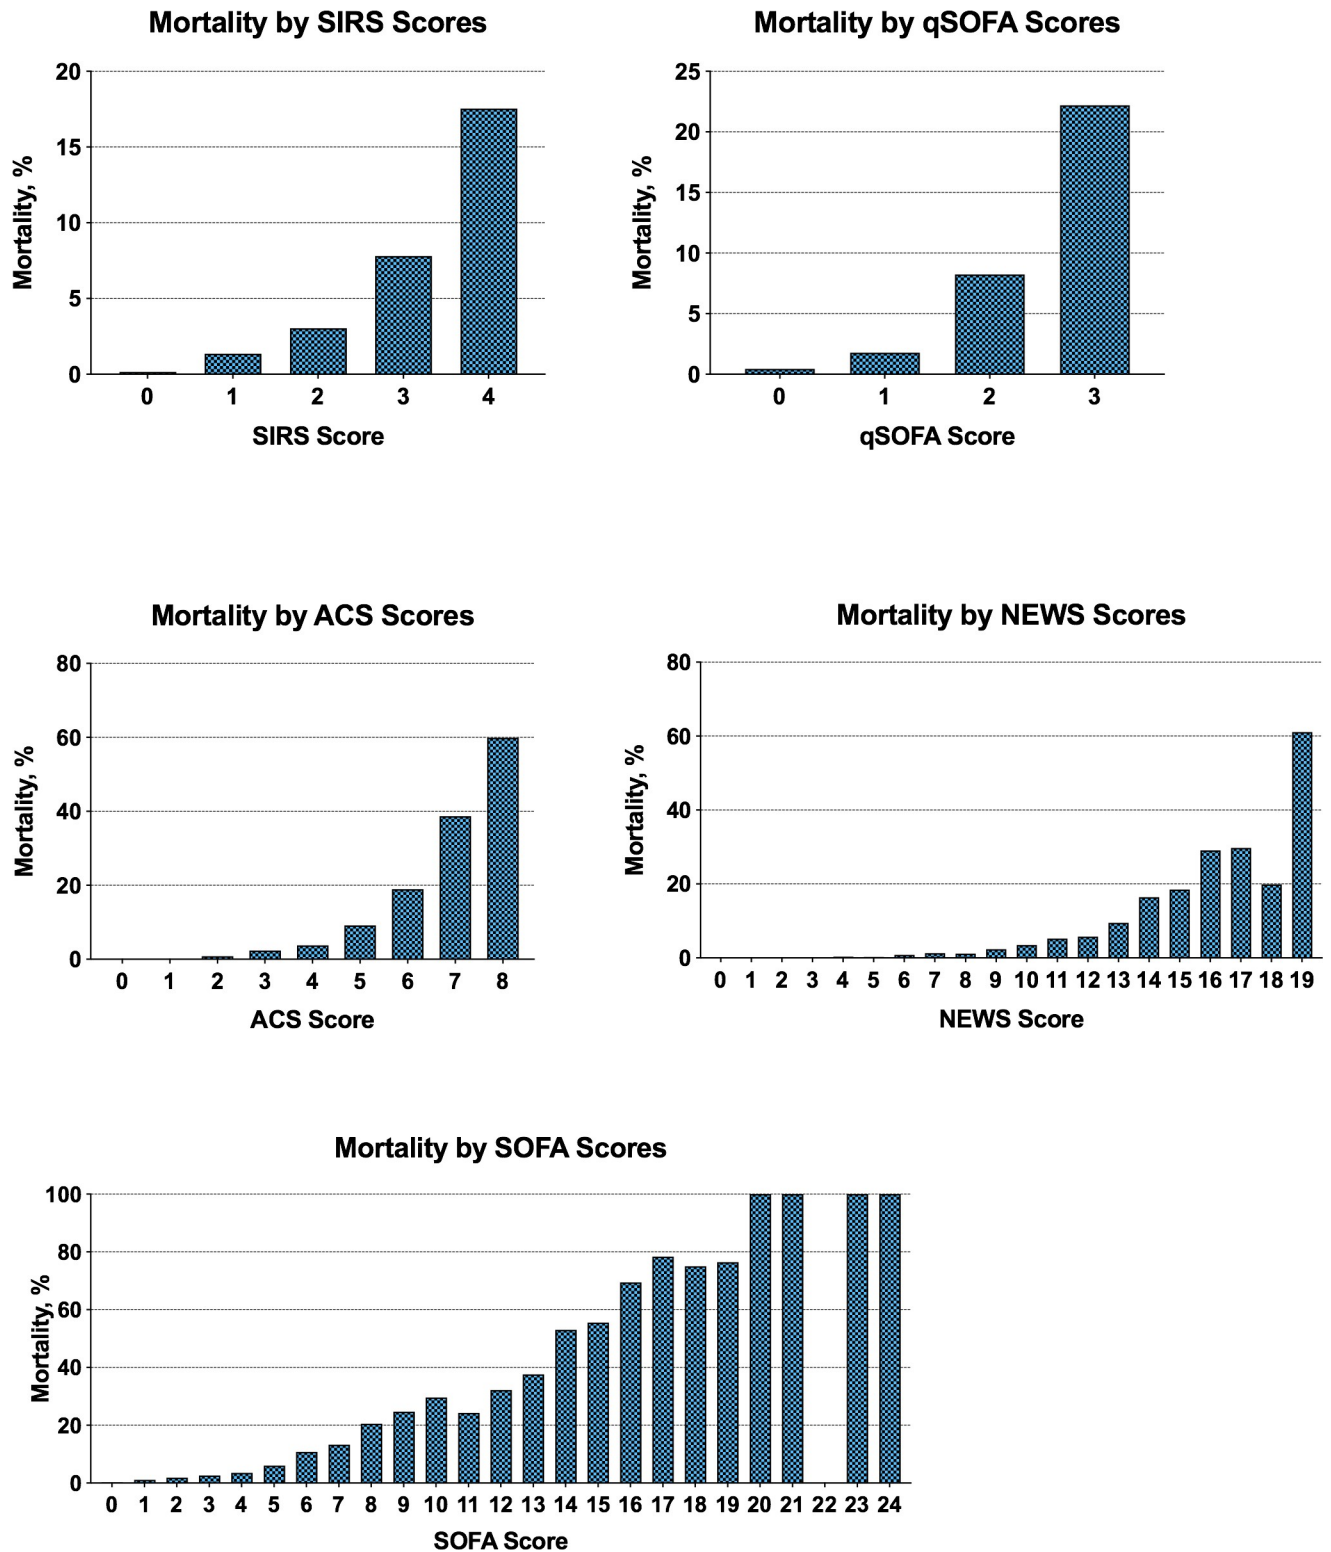 Mortality by SIRS Scores
20
15
10
5
0
Mortality, %
0 1 2 3 4
SIRS Score
Mortality by qSOFA Scores
25
20
15
10
5
0
Mortality, %
0 1 2 3
qSOFA Score
Mortality by ACS Scores
80
60
40
20
0
Mortality, %
0 1 2 3 4 5 6 7 8
ACS Score
Mortality by NEWS Scores
80
60
40
20
0
Mortality, %
0 1 2 3 4 5 6 7 8 9 10 11 12 13 14 15 16 17 18 19
NEWS Score
Mortality by SOFA Scores
100
80
60
40
20
0
Mortality, %
0 1 2 3 4 5 6 7 8 9 10 11 12 13 14 15 16 17 18 19 20 21 22 23 24
SOFA Score